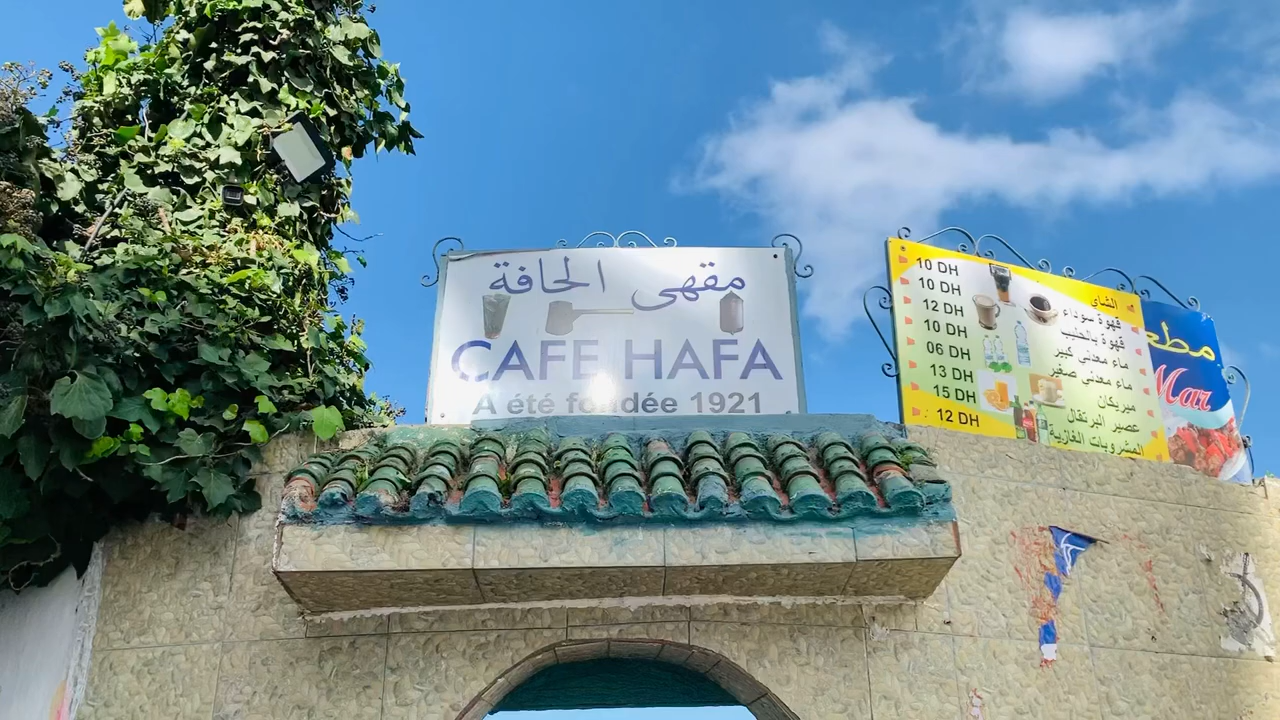 مقهى الحافة
CAFE HAFA
A été fondée 1921
10 DH الشاي
10 DH قهوة سوداء
12 DH قهوة بالحليب
10 DH ماء معدني كبير
06 DH ماء معدني صغير
13 DH ميريكان
15 DH عصير البرتقال
12 DH المشروبات الغازية
مطع
Mar